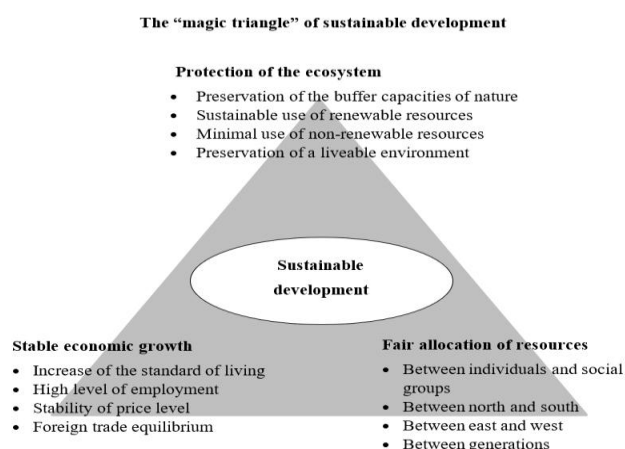 The “magic triangle” of sustainable development
Protection of the ecosystem
• Preservation of the buffer capacities of nature
• Sustainable use of renewable resources
• Minimal use of non-renewable resources
• Preservation of a liveable environment
Sustainable
development
Stable economic growth
• Increase of the standard of living
• High level of employment
• Stability of price level
• Foreign trade equilibrium
Fair allocation of resources
• Between individuals and social
groups
• Between north and south
• Between east and west
• Between generations